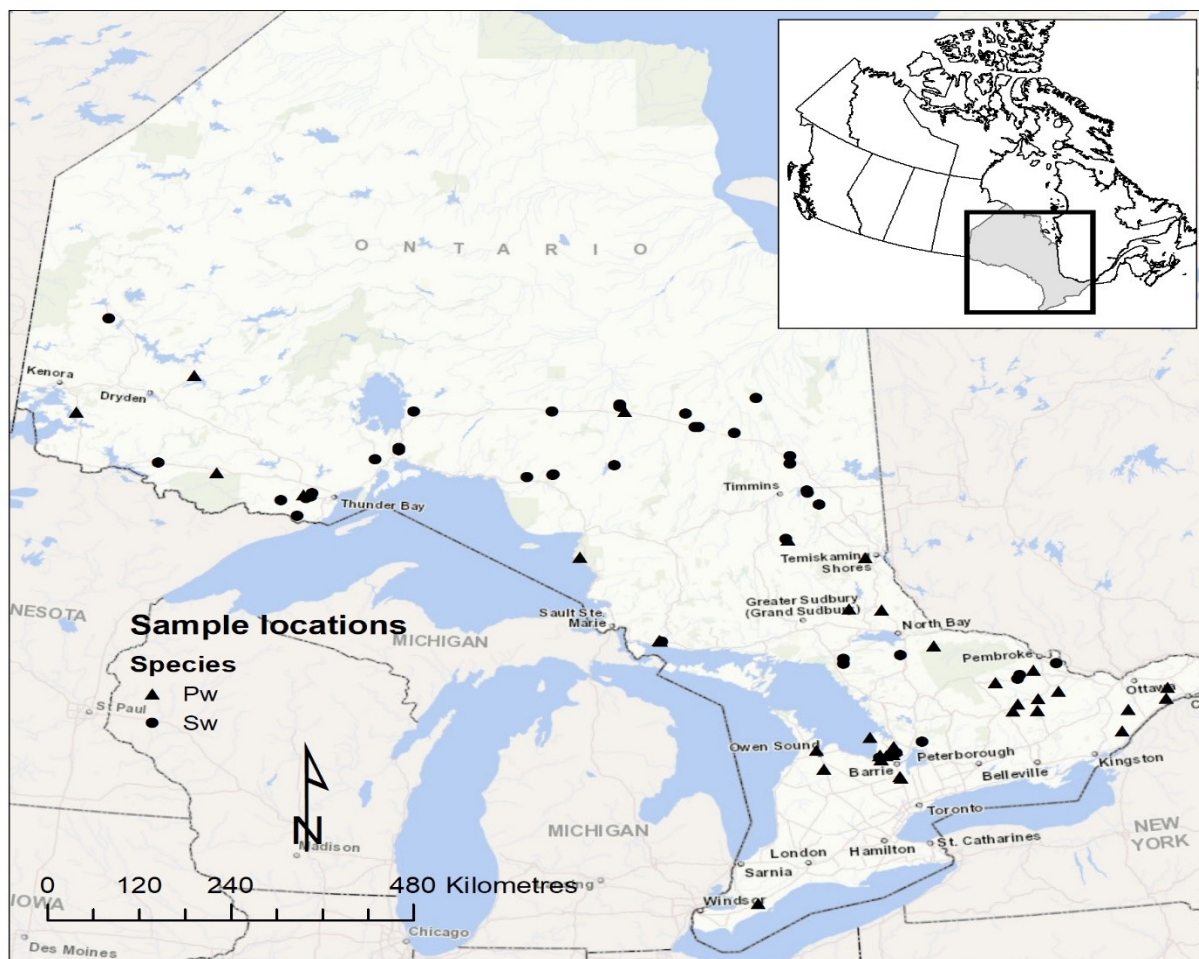 ONTARIO
Kenora
Dryden
Thunder Bay
Timmins
Temiskaming
Shores
Greater Sudbury
(Grand Sudbury)
Sault Ste.
Marie
North Bay
NESOTA
MICHIGAN
Sample locations
Species
Pw
Sw
St Paul
Pembroke
Ottawa
C
Owen Sound
Barrie
Peterborough
Belleville
Kingston
Toronto
N
Madison
MICHIGAN
London
Hamilton
St. Catharines
Sarnia
NEW
YORK
0 120 240 480 Kilometres
Windsor
IOWA
Chicago
Des Moines